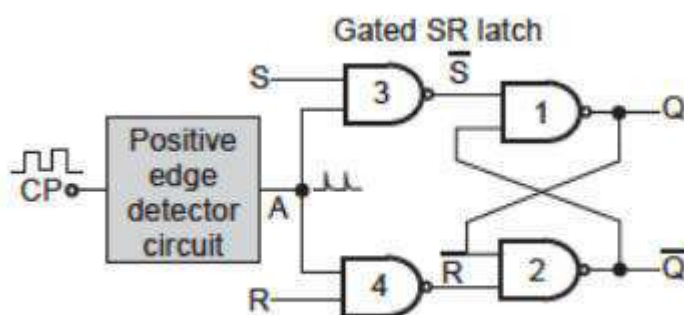 Gated SR latch
S
3
S̅
1
Q
Positive
edge
detector
circuit
CP
A
R
4
R̅
2
Q̅